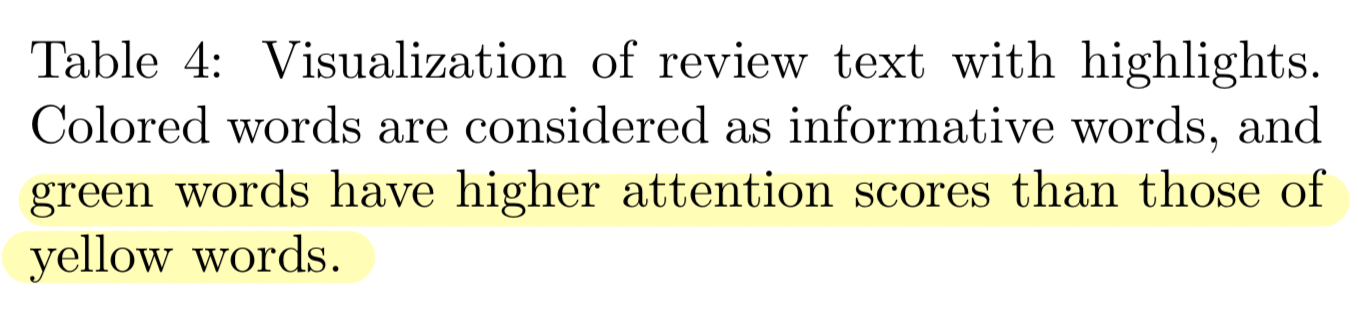 Table 4: Visualization of review text with highlights.
Colored words are considered as informative words, and
green words have higher attention scores than those of
yellow words.